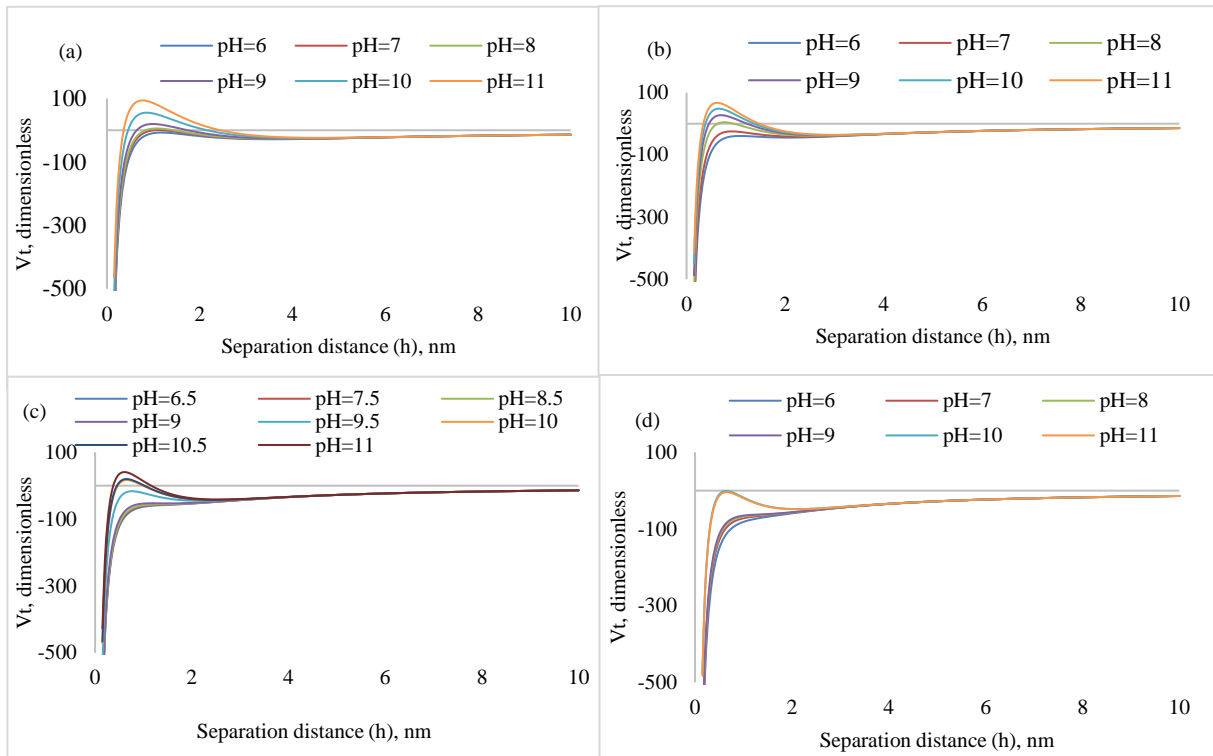 (a)
pH=6 pH=7 pH=8
pH=9 pH=10 pH=11
100
-100
-300
-500
0 2 4 6 8 10
Vt, dimensionless
Separation distance (h), nm
(b)
pH=6 pH=7 pH=8
pH=9 pH=10 pH=11
100
-100
-300
-500
0 2 4 6 8 10
Vt, dimensionless
Separation distance (h), nm
(c)
pH=6.5 pH=7.5 pH=8.5
pH=9 pH=9.5 pH=10
pH=10.5 pH=11
100
-100
-300
-500
0 2 4 6 8 10
Vt, dimensionless
Separation distance (h), nm
(d)
pH=6 pH=7 pH=8
pH=9 pH=10 pH=11
100
-100
-300
-500
0 2 4 6 8 10
Vt, dimensionless
Separation distance (h), nm